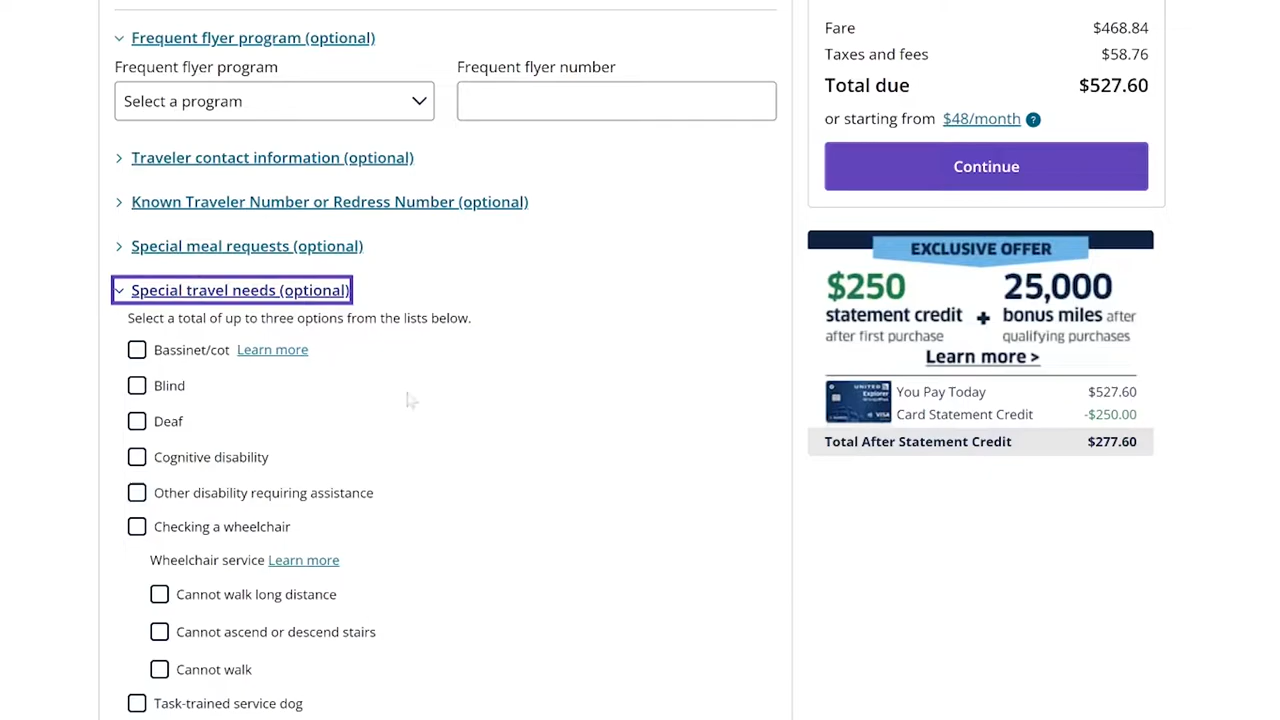 Frequent flyer program (optional)
Frequent flyer program
Frequent flyer number
Select a program
Traveler contact information (optional)
Known Traveler Number or Redress Number (optional)
Special meal requests (optional)
Special travel needs (optional)
Select a total of up to three options from the lists below.
Bassinet/cot Learn more
Blind
Deaf
Cognitive disability
Other disability requiring assistance
Checking a wheelchair
Wheelchair service Learn more
Cannot walk long distance
Cannot ascend or descend stairs
Cannot walk
Task-trained service dog
Fare $468.84
Taxes and fees $58.76
Total due $527.60
or starting from $48/month ?
Continue
EXCLUSIVE OFFER
$250 25,000
statement credit + bonus miles after
after first purchase qualifying purchases
Learn more >
UNITED
Explorer
VISA
You Pay Today $527.60
Card Statement Credit -$250.00
Total After Statement Credit $277.60